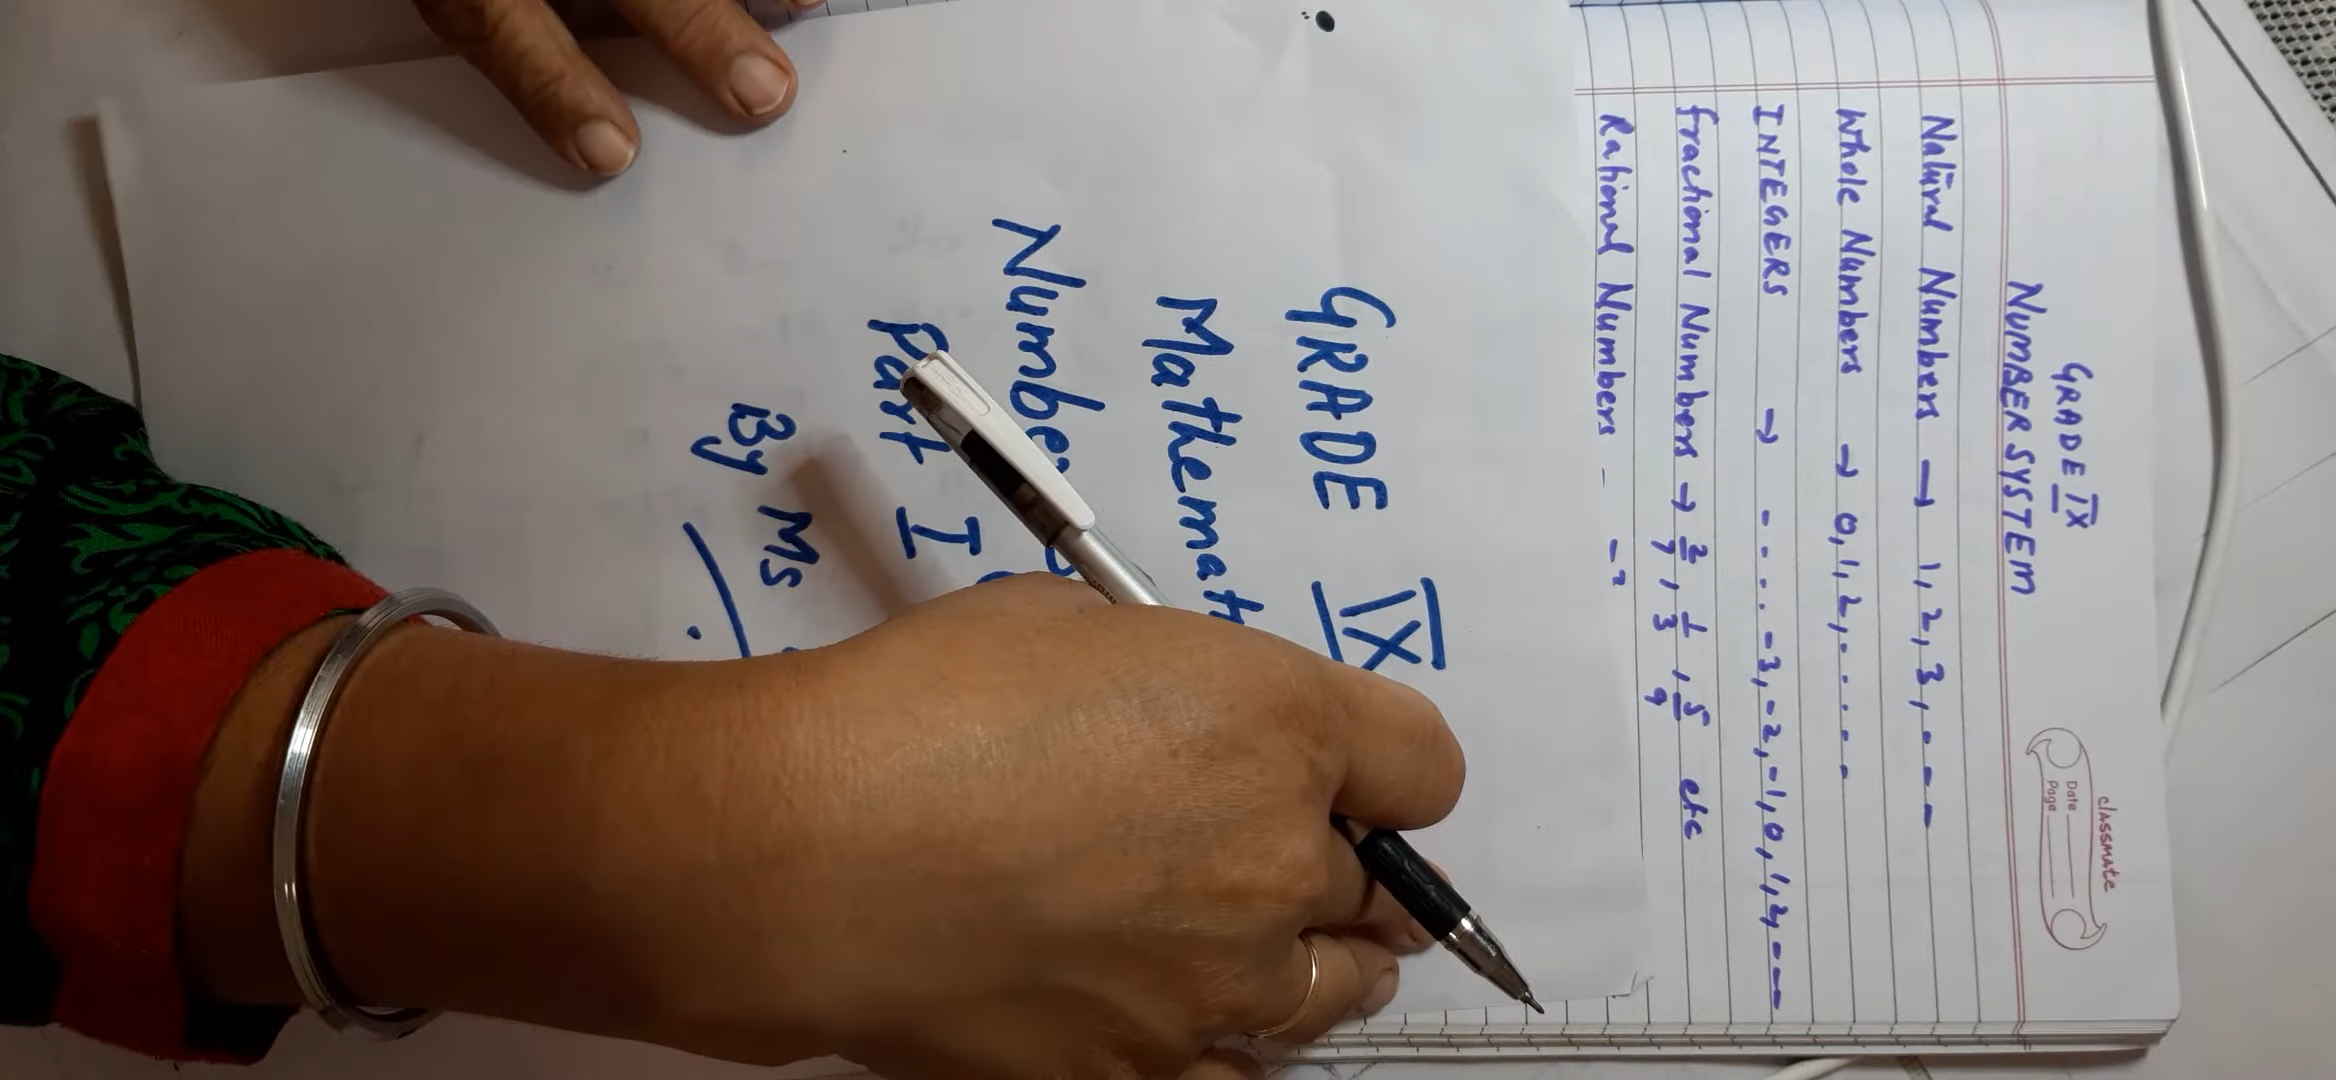 classmate
Date
Page
GRADE IX
NUMBER SYSTEM
Natural Numbers → 1, 2, 3, - - - -
Whole Numbers → 0, 1, 2, - - - - -
INTEGERS → - - - . -3, -2, -1, 0, 1, 2, - - -
fractional Numbers → 2/7, 1/3, 5/9 etc
Rational Numbers - - ?
GRADE IX
Mathemat
Number
Part I
By Ms